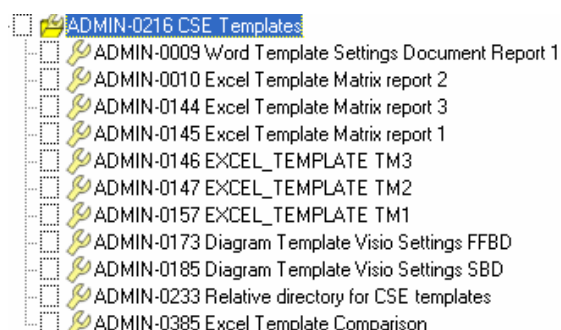 ADMIN-0216 CSE Templates
ADMIN-0009 Word Template Settings Document Report 1
ADMIN-0010 Excel Template Matrix report 2
ADMIN-0144 Excel Template Matrix report 3
ADMIN-0145 Excel Template Matrix report 1
ADMIN-0146 EXCEL_TEMPLATE TM3
ADMIN-0147 EXCEL_TEMPLATE TM2
ADMIN-0157 EXCEL_TEMPLATE TM1
ADMIN-0173 Diagram Template Visio Settings FFBD
ADMIN-0185 Diagram Template Visio Settings SBD
ADMIN-0233 Relative directory for CSE templates
ADMIN-0385 Excel Template Comparison